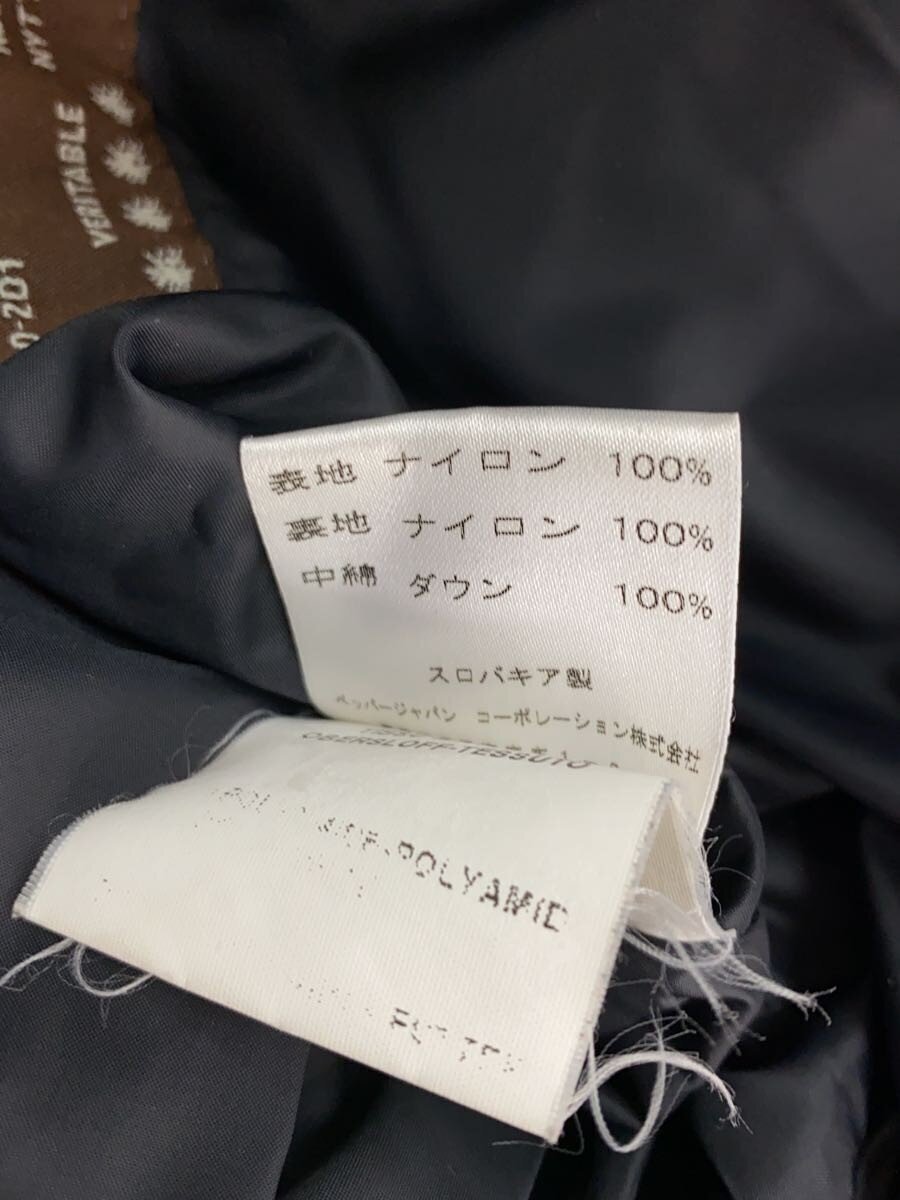 VERITABLE
表地 ナイロン 100%
裏地 ナイロン 100%
中綿 ダウン 100%
スロバキア製
ペッパージャパン コーポレーション株式会社
OBERSLOFF-TESSUTO
POLYAMID